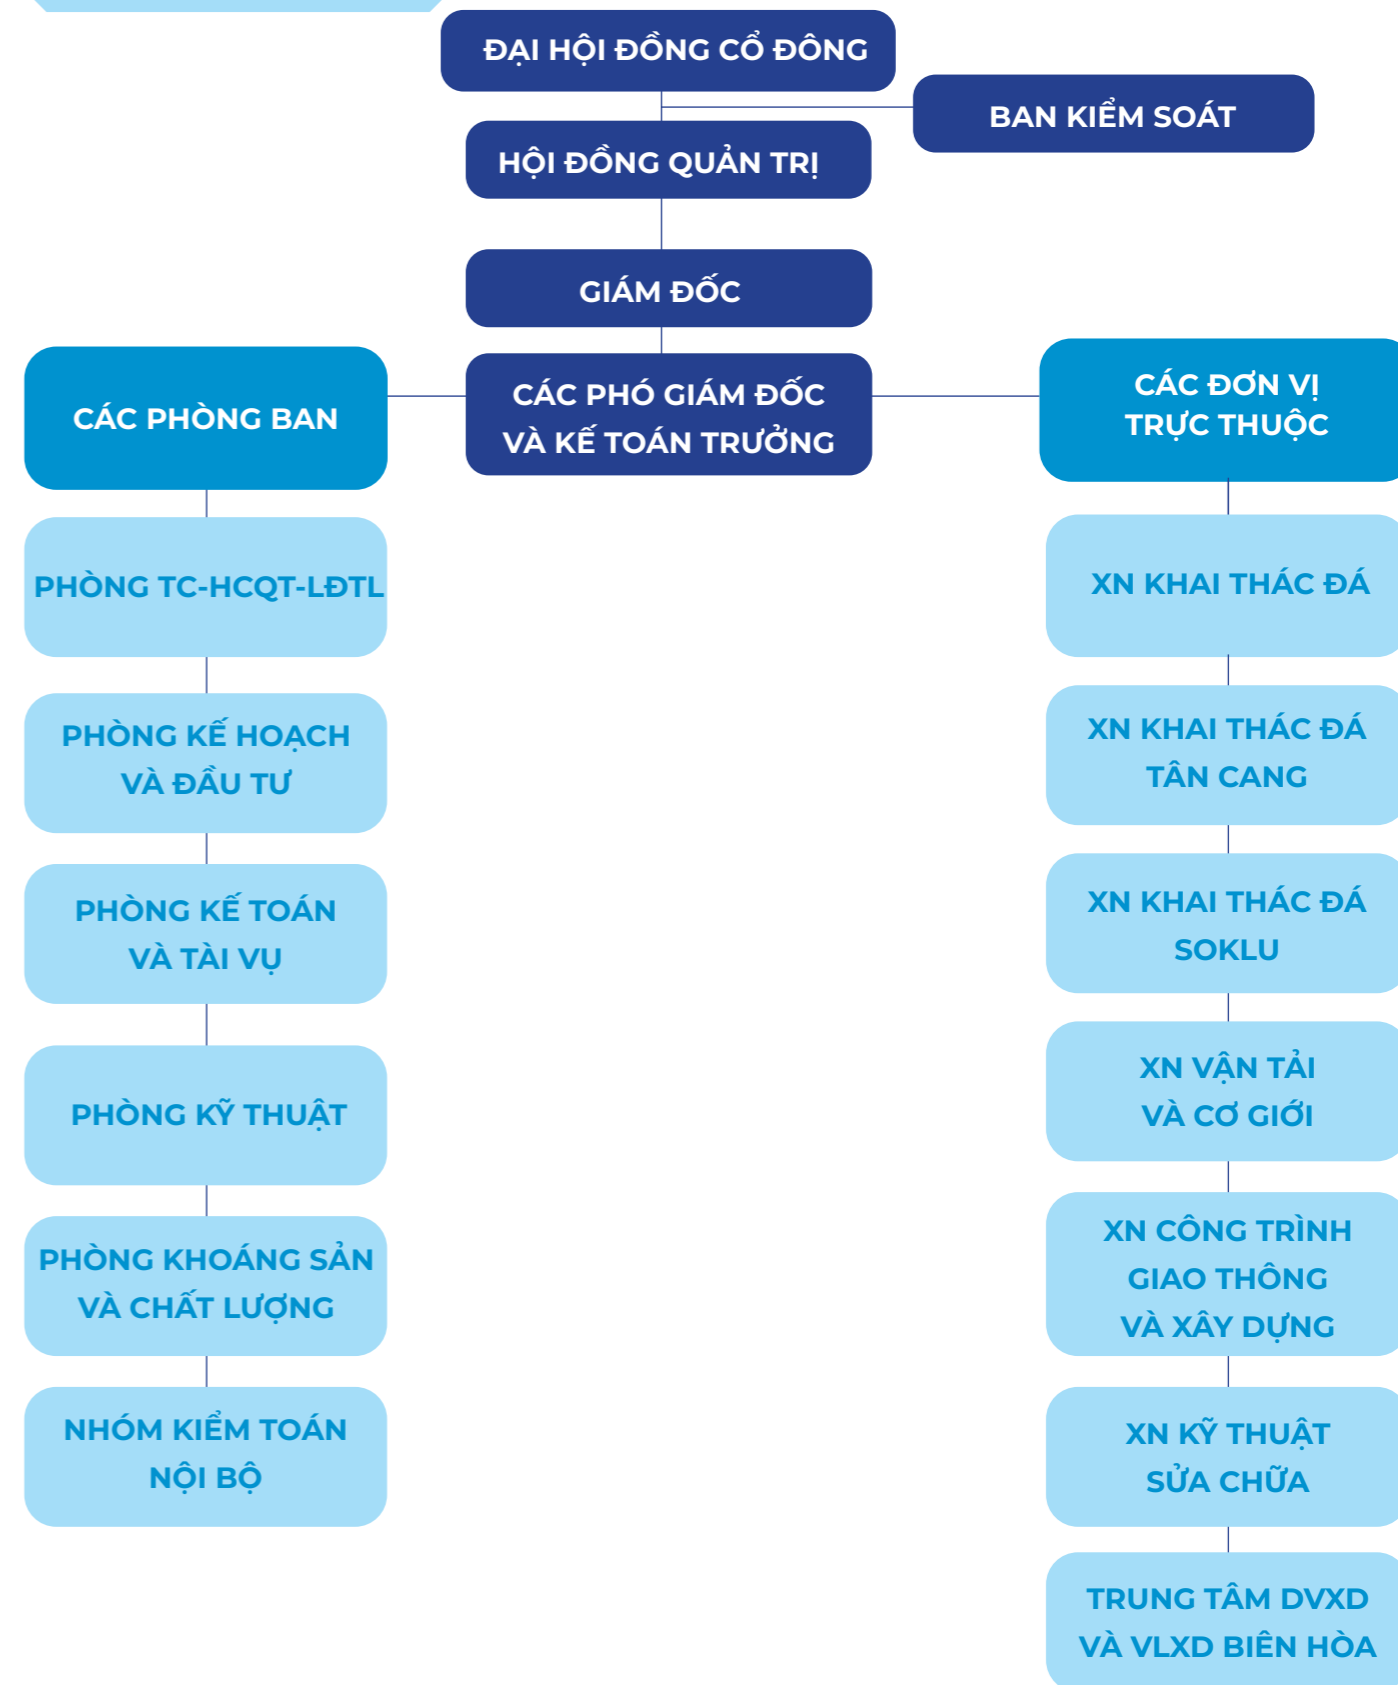 ĐẠI HỘI ĐỒNG CỔ ĐÔNG
BAN KIỂM SOÁT
HỘI ĐỒNG QUẢN TRỊ
GIÁM ĐỐC
CÁC PHÓ GIÁM ĐỐC
VÀ KẾ TOÁN TRƯỞNG
CÁC PHÒNG BAN
PHÒNG TC-HCQT-LĐTL
PHÒNG KẾ HOẠCH
VÀ ĐẦU TƯ
PHÒNG KẾ TOÁN
VÀ TÀI VỤ
PHÒNG KỸ THUẬT
PHÒNG KHOÁNG SẢN
VÀ CHẤT LƯỢNG
NHÓM KIỂM TOÁN
NỘI BỘ
CÁC ĐƠN VỊ
TRỰC THUỘC
XN KHAI THÁC ĐÁ
XN KHAI THÁC ĐÁ
TÂN CANG
XN KHAI THÁC ĐÁ
SOKLU
XN VẬN TẢI
VÀ CƠ GIỚI
XN CÔNG TRÌNH
GIAO THÔNG
VÀ XÂY DỰNG
XN KỸ THUẬT
SỬA CHỮA
TRUNG TÂM DVXD
VÀ VLXD BIÊN HÒA